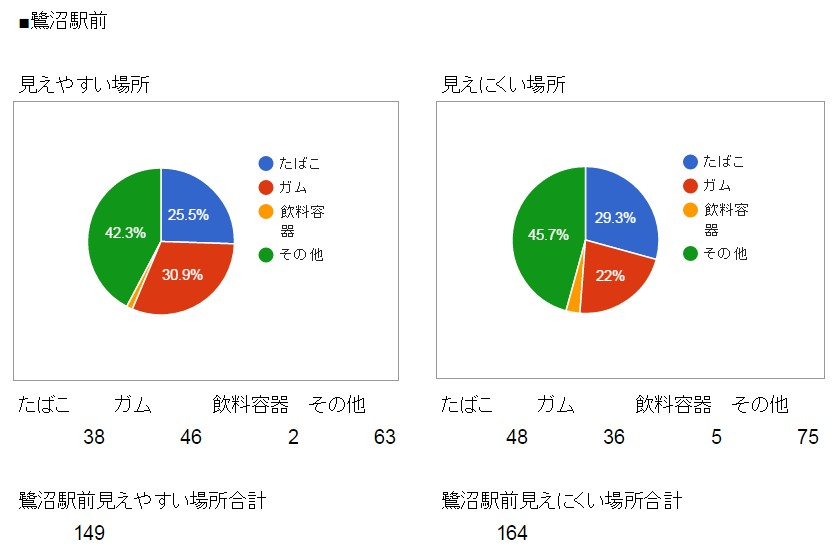 ■鷺沼駅前
見えやすい場所
25.5%
30.9%
42.3%
たばこ
ガム
飲料容
器
その他
たばこ ガム 飲料容器 その他
38 46 2 63
鷺沼駅前見えやすい場所合計
149
見えにくい場所
29.3%
22%
45.7%
たばこ
ガム
飲料容
器
その他
たばこ ガム 飲料容器 その他
48 36 5 75
鷺沼駅前見えにくい場所合計
164